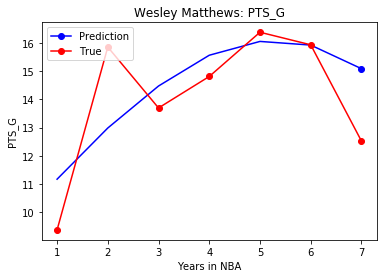 Wesley Matthews: PTS_G
Prediction
True
16
15
14
13
12
11
10
PTS_G
1 2 3 4 5 6 7
Years in NBA